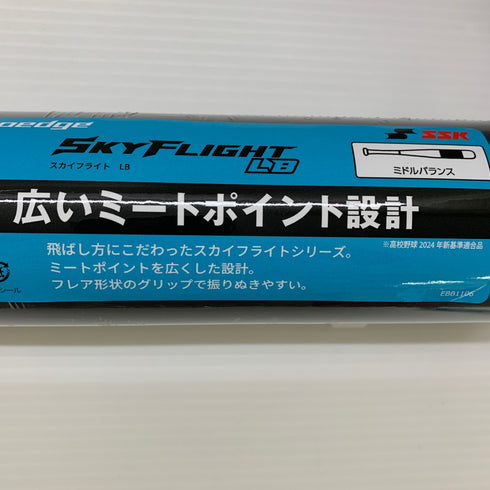 oedge
SKYFLIGHT
LB
スカイフライト LB
SSK
ミドルバランス
広いミートポイント設計
※高校野球 2024 年新基準適合品
飛ばし方にこだわったスカイフライトシリーズ。
ミートポイントを広くした設計。
フレア形状のグリップで振りぬきやすい。
シール
EBB1106